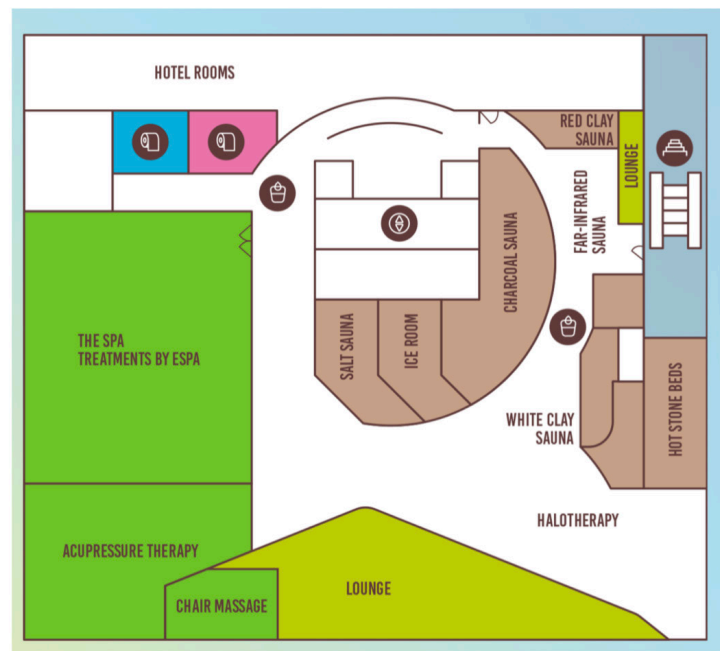 HOTEL ROOMS
RED CLAY
SAUNA
LOUNGE
FAR-INFRARED
SAUNA
CHARCOAL SAUNA
THE SPA
TREATMENTS BY ESPA
SALT SAUNA
ICE ROOM
WHITE CLAY
SAUNA
HOT STONE BEDS
HALOTHERAPY
ACUPRESSURE THERAPY
CHAIR MASSAGE
LOUNGE